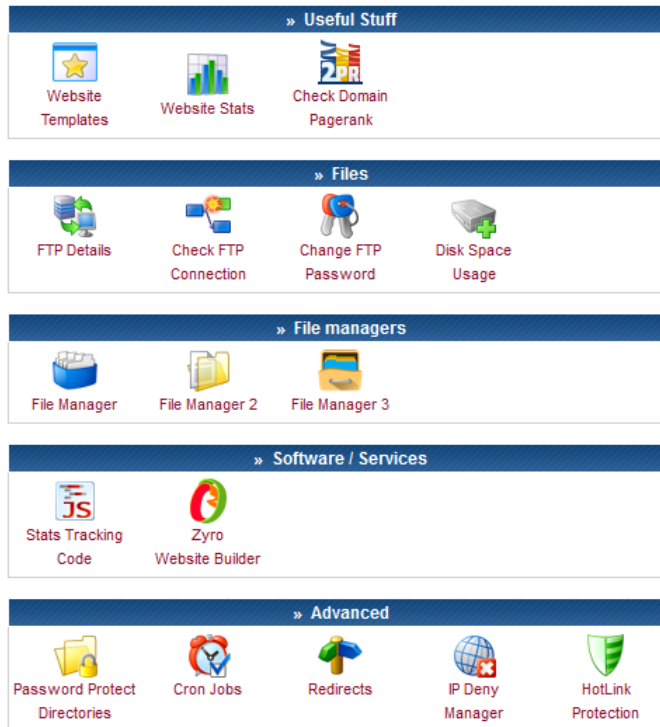 » Useful Stuff
2PR
Website
Templates
Website Stats
Check Domain
Pagerank
» Files
FTP Details
Check FTP
Connection
Change FTP
Password
Disk Space
Usage
» File managers
File Manager
File Manager 2
File Manager 3
» Software / Services
JS
Stats Tracking
Code
Zyro
Website Builder
» Advanced
Password Protect
Directories
Cron Jobs
Redirects
IP Deny
Manager
HotLink
Protection